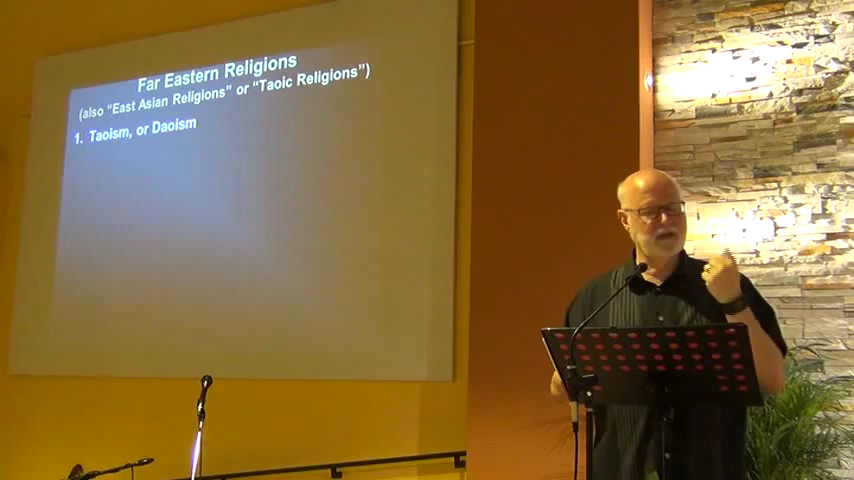 Far Eastern Religions
(also “East Asian Religions” or “Taoic Religions”)
1. Taoism, or Daoism